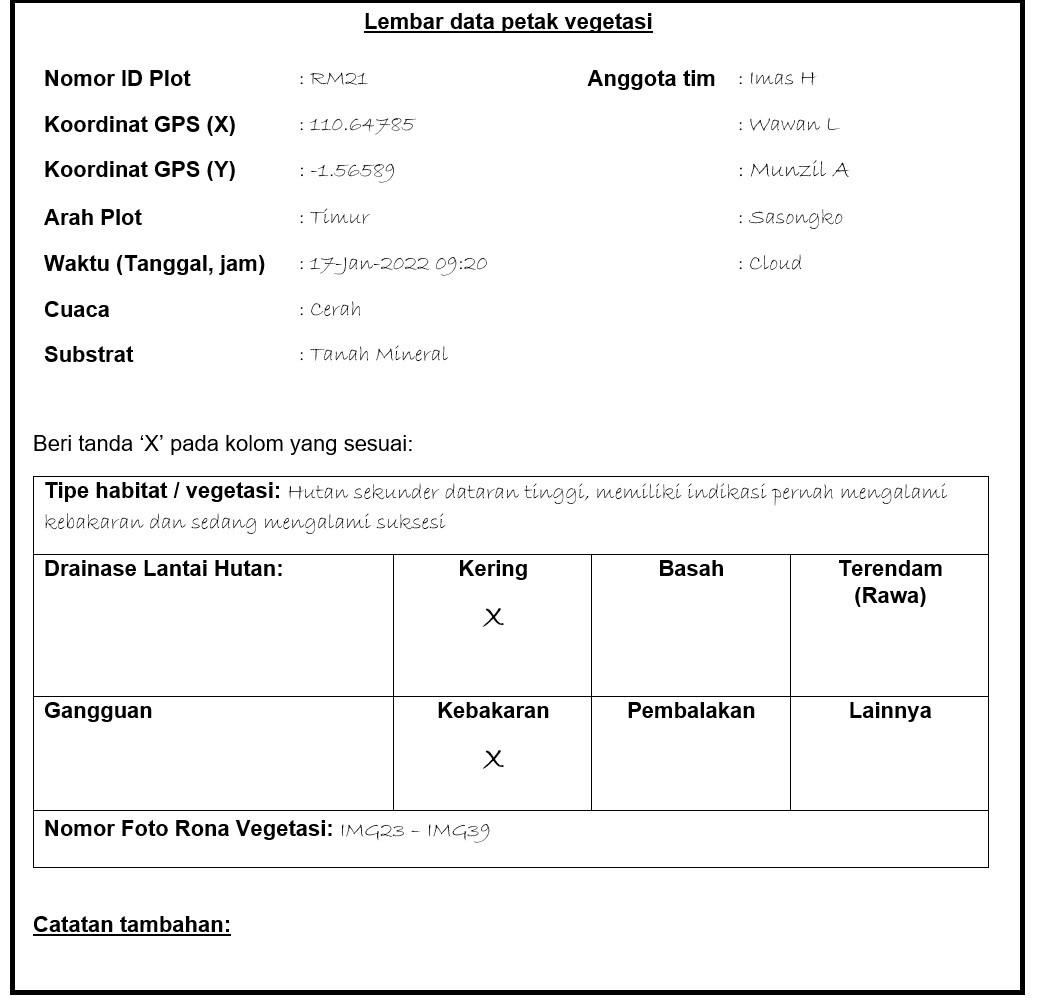 Lembar data petak vegetasi
Nomor ID Plot : RM21 Anggota tim : Imas H
Koordinat GPS (X) : 110.64785 : Wawan L
Koordinat GPS (Y) : -1.56589 : Munzil A
Arah Plot : Timur : Sasongko
Waktu (Tanggal, jam) : 17-Jan-2022 09:20 : Cloud
Cuaca : Cerah
Substrat : Tanah Mineral
Beri tanda ‘X’ pada kolom yang sesuai:
Tipe habitat / vegetasi: Hutan sekunder dataran tinggi, memiliki indikasi pernah mengalami
kebakaran dan sedang mengalami suksesi
Drainase Lantai Hutan: Kering Basah Terendam
(Rawa)
X
Gangguan Kebakaran Pembalakan Lainnya
X
Nomor Foto Rona Vegetasi: IMG23 – IMG39
Catatan tambahan: